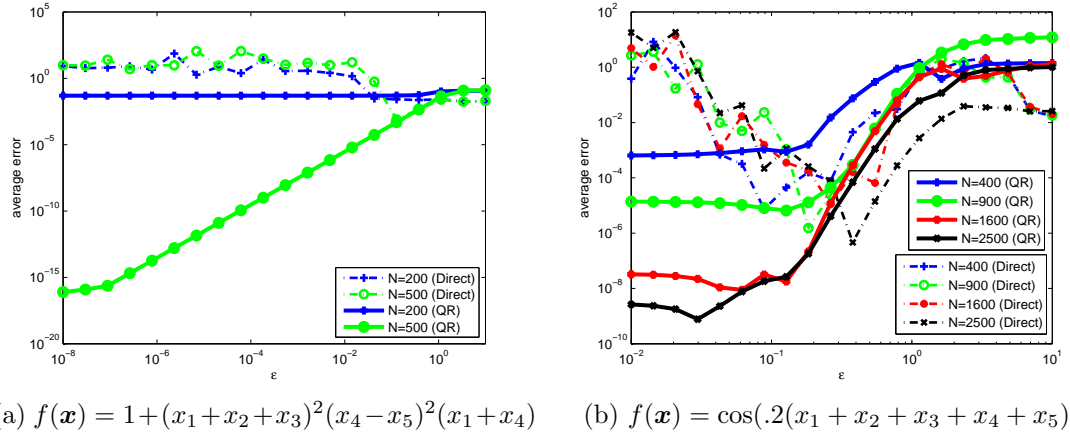 10^5
10^0
10^−5
10^−10
10^−15
10^−20
average error
10^−8
10^−6
10^−4
10^−2
10^0
ε
N=200 (Direct)
N=500 (Direct)
N=200 (QR)
N=500 (QR)
a) f(x) = 1+(x₁+x₂+x₃)²(x₄−x₅)²(x₁+x₄)
10^2
10^0
10^−2
10^−4
10^−6
10^−8
10^−10
average error
10^−2
10^−1
10^0
10^1
ε
N=400 (QR)
N=900 (QR)
N=1600 (QR)
N=2500 (QR)
N=400 (Direct)
N=900 (Direct)
N=1600 (Direct)
N=2500 (Direct)
(b) f(x) = cos(.2(x₁ + x₂ + x₃ + x₄ + x₅)